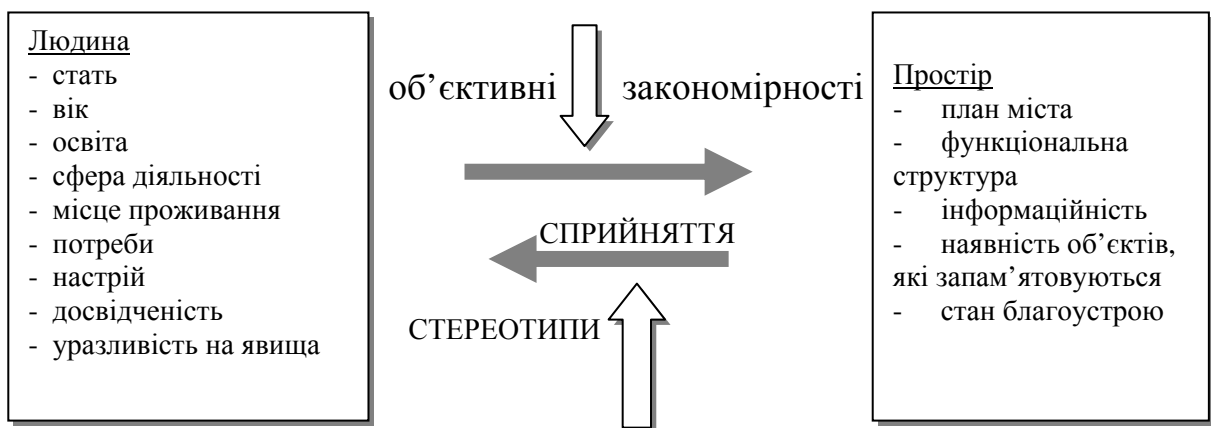 Людина
- стать
- вік
- освіта
- сфера діяльності
- місце проживання
- потреби
- настрій
- досвідченість
- уразливість на явища
об’єктивні закономірності
СПРИЙНЯТТЯ
СТЕРЕОТИПИ
Простір
- план міста
- функціональна
структура
- інформаційність
- наявність об’єктів,
які запам’ятовуються
- стан благоустрою